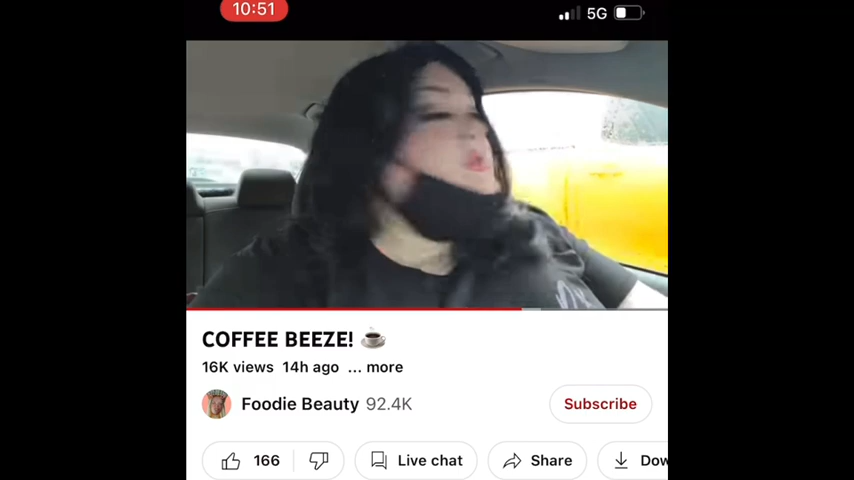 10:51
5G
COFFEE BEEZE! ☕
16K views 14h ago ... more
Foodie Beauty 92.4K
Subscribe
166
Live chat
Share
Dow